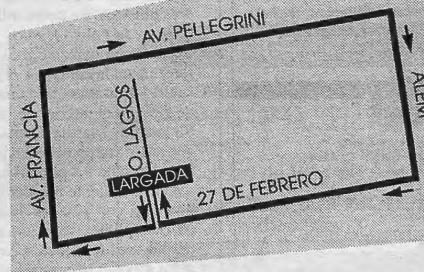 AV. PELLEGRINI
ALEM
AV. FRANCIA
O. LAGOS
LARGADA
27 DE FEBRERO